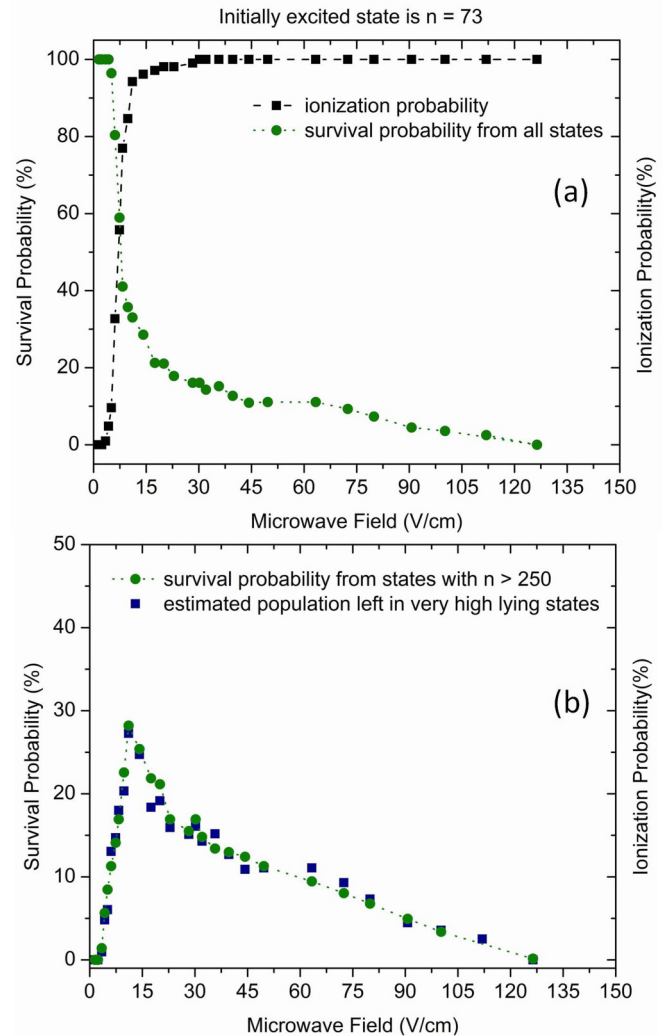 Initially excited state is n = 73
100
80
60
40
20
0
Survival Probability (%)
ionization probability
survival probability from all states
(a)
Ionization Probability(%)
0 15 30 45 60 75 90 105 120 135 150
Microwave Field (V/cm)
50
40
30
20
10
0
Survival Probability (%)
survival probability from states with n > 250
estimated population left in very high lying states
(b)
Ionization Probability(%)
0 15 30 45 60 75 90 105 120 135 150
Microwave Field (V/cm)